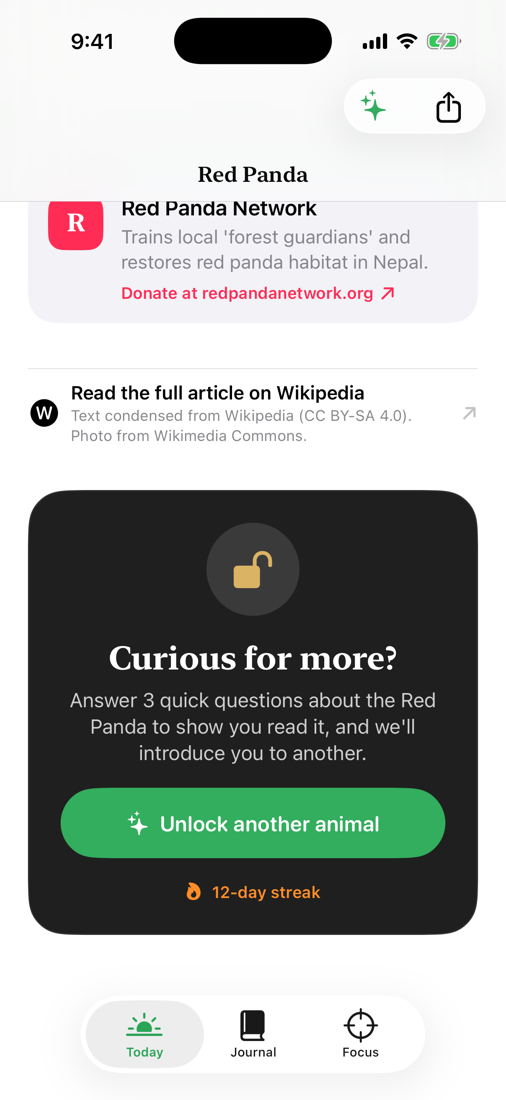 9:41
Red Panda
R
Red Panda Network
Trains local 'forest guardians' and
restores red panda habitat in Nepal.
Donate at redpandanetwork.org
W
Read the full article on Wikipedia
Text condensed from Wikipedia (CC BY-SA 4.0).
Photo from Wikimedia Commons.
Curious for more?
Answer 3 quick questions about the Red
Panda to show you read it, and we'll
introduce you to another.
Unlock another animal
12-day streak
Today
Journal
Focus